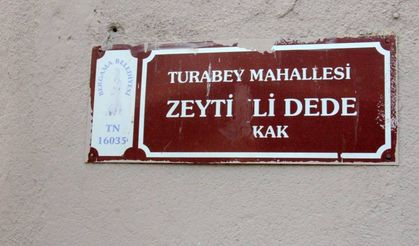 BERGAMA BELEDİYESİ
TN
16035
TURABEY MAHALLESİ
ZEYTİ LI DEDE
KAK